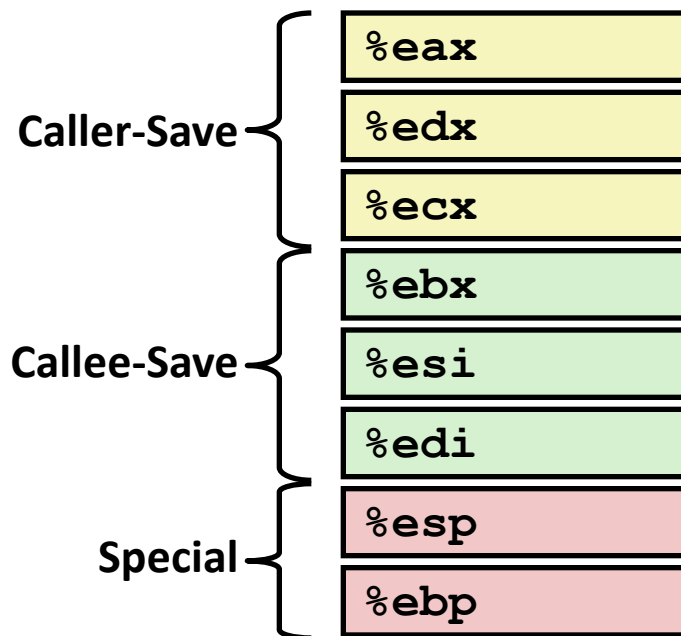 %eax
Caller-Save
%edx
%ecx
%ebx
Callee-Save
%esi
%edi
%esp
Special
%ebp